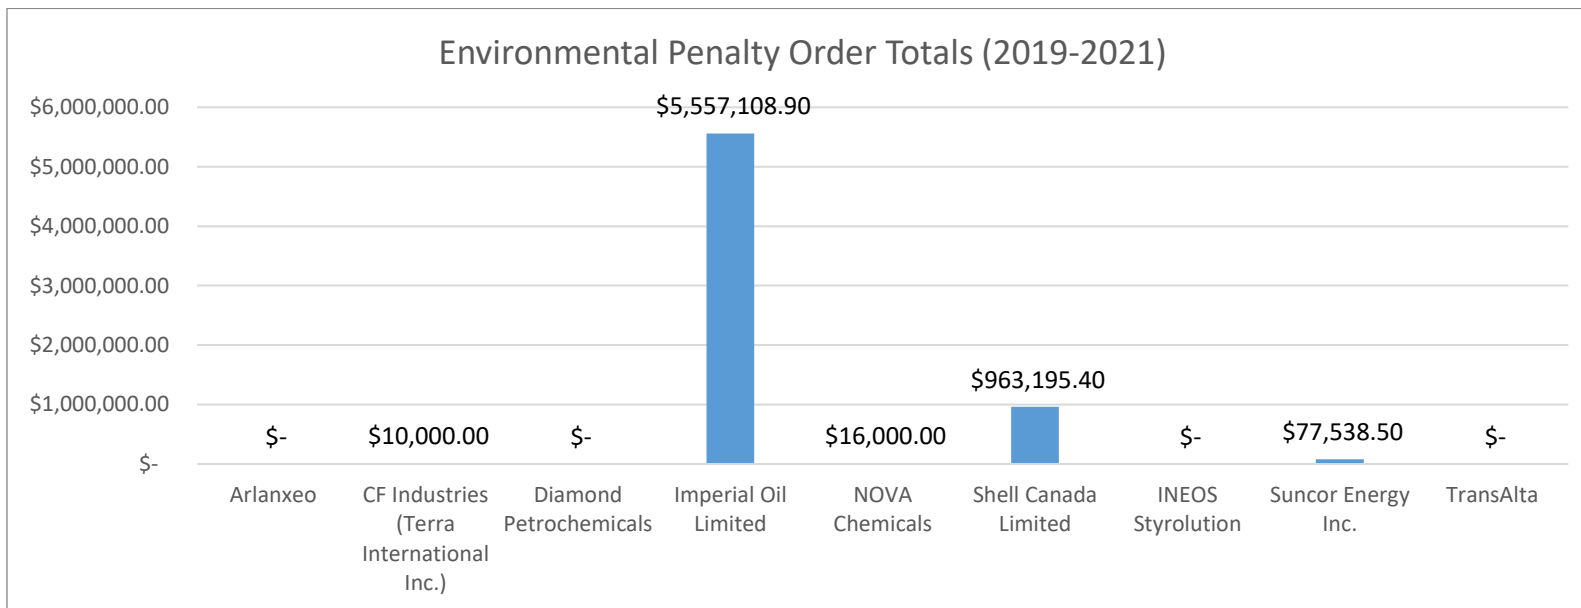 Environmental Penalty Order Totals (2019-2021)
$6,000,000.00
$5,000,000.00
$4,000,000.00
$3,000,000.00
$2,000,000.00
$1,000,000.00
$-
$-
$10,000.00
$-
$5,557,108.90
$16,000.00
$963,195.40
$-
$77,538.50
$-
Arlanxeo
CF Industries
(Terra
International
Inc.)
Diamond
Petrochemicals
Imperial Oil
Limited
NOVA
Chemicals
Shell Canada
Limited
INEOS
Styrolution
Suncor Energy
Inc.
TransAlta